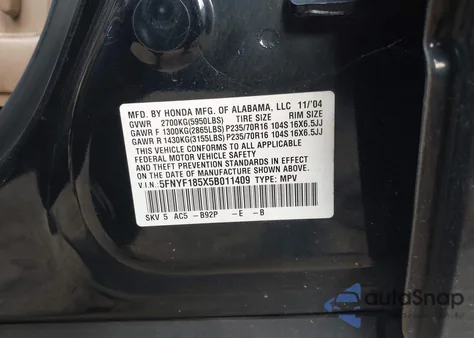 MFD. BY HONDA MFG. OF ALABAMA, LLC 11/'04
GVWR 2700KG(5950LBS) TIRE SIZE RIM SIZE
GAWR F 1300KG(2865LBS) P235/70R16 104S 16X6.5JJ
GAWR R 1430KG(3155LBS) P235/70R16 104S 16X6.5JJ
THIS VEHICLE CONFORMS TO ALL APPLICABLE
FEDERAL MOTOR VEHICLE SAFETY AND
THEFT PREVENTION STANDARDS IN EFFECT
ON THE DATE OF MANUFACTURE SHOWN ABOVE.
V.I.N.: 5FNYF185X5B011409 TYPE: MPV
SKV 5 AC5 -B92P -E -B
autoSnap